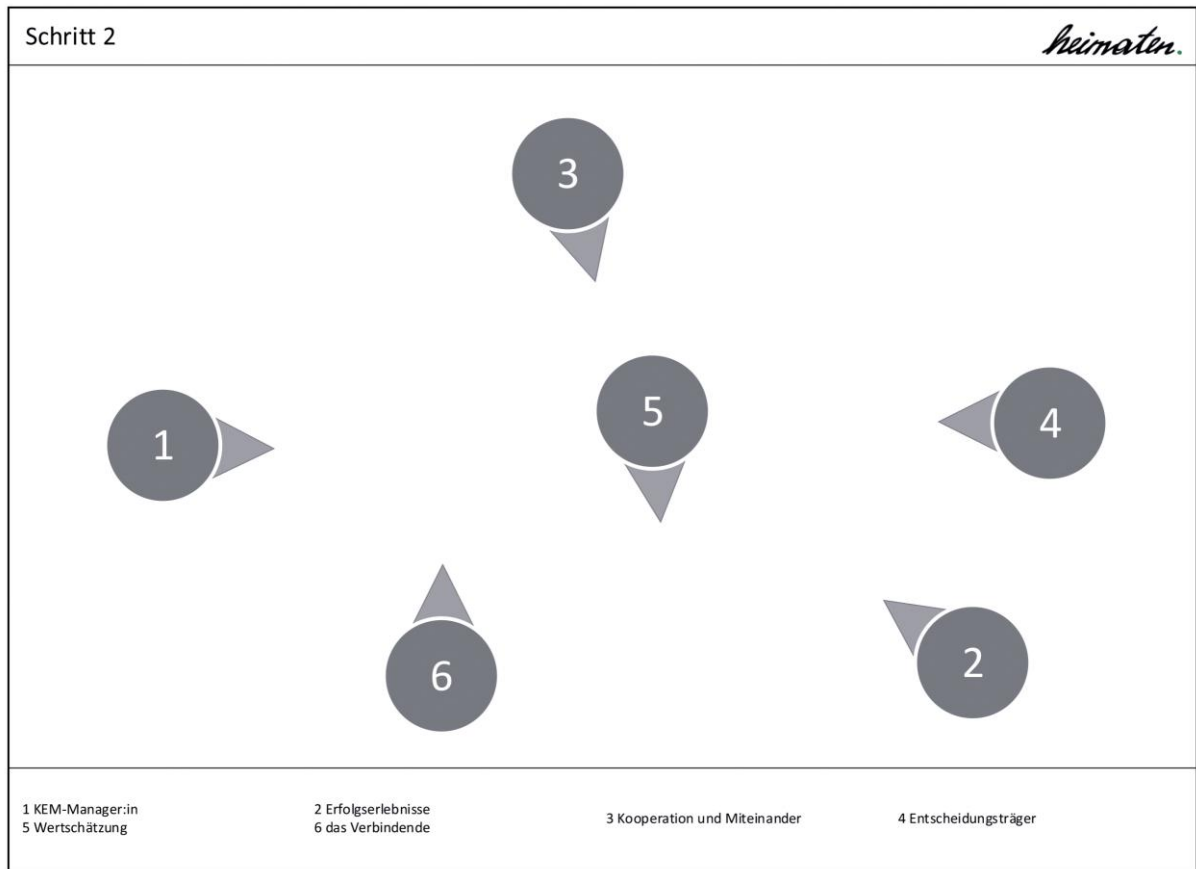 Schritt 2
heimaten.
3
5
4
1
6
2
1 KEM-Manager:in
2 Erfolgserlebnisse
3 Kooperation und Miteinander
4 Entscheidungsträger
5 Wertschätzung
6 das Verbindende